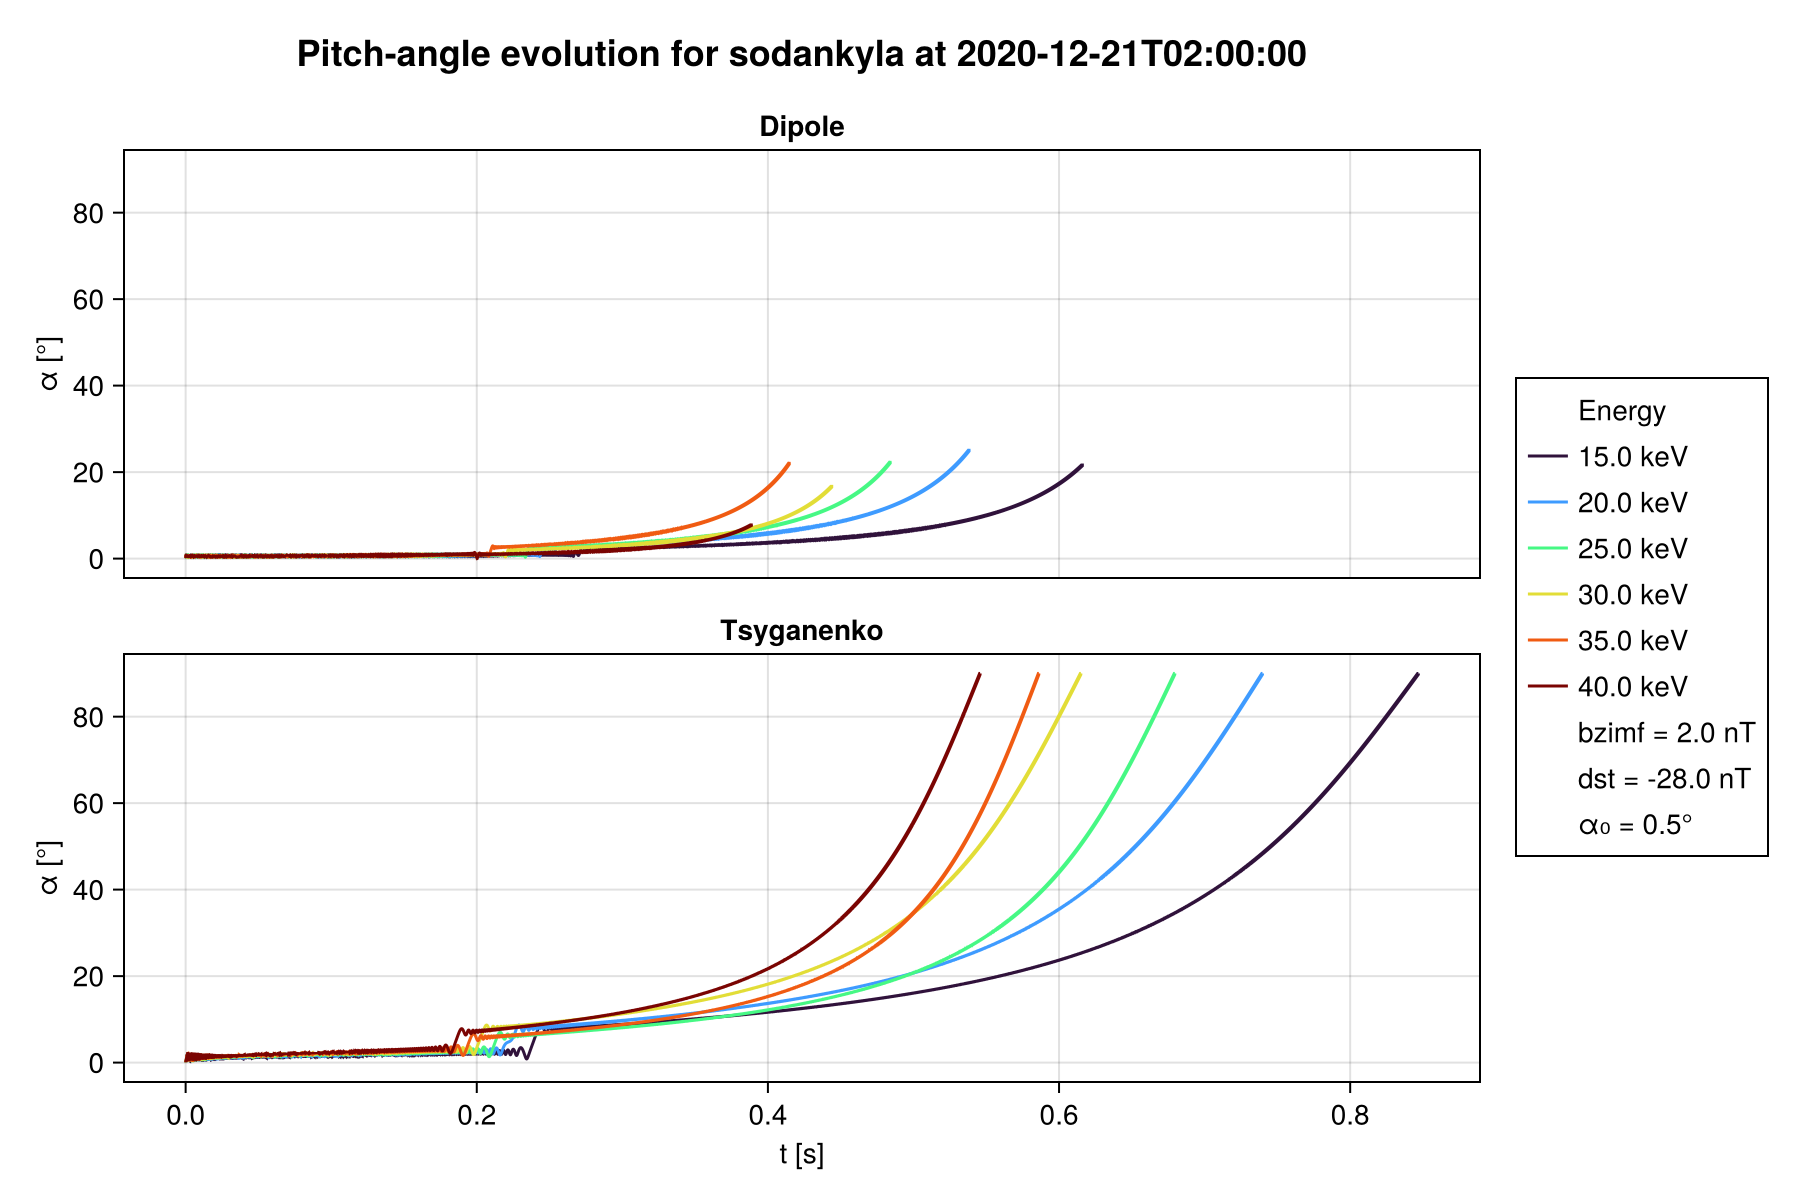 Pitch-angle evolution for sodankyla at 2020-12-21T02:00:00
Dipole
80
60
40
20
0
α [°]
Tsyganenko
80
60
40
20
0
α [°]
0.0 0.2 0.4 0.6 0.8
t [s]
Energy
15.0 keV
20.0 keV
25.0 keV
30.0 keV
35.0 keV
40.0 keV
bzimf = 2.0 nT
dst = -28.0 nT
α₀ = 0.5°